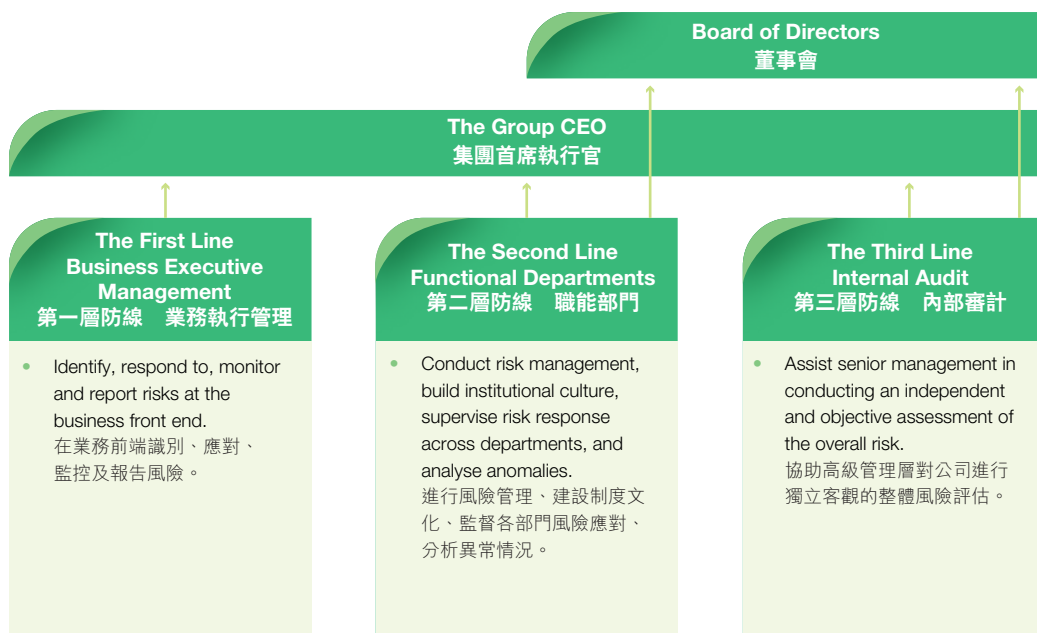 Board of Directors
董事會
The Group CEO
集團首席執行官
The First Line
Business Executive
Management
第一層防線 業務執行管理
• Identify, respond to, monitor
and report risks at the
business front end.
在業務前端識別、應對、
監控及報告風險。
The Second Line
Functional Departments
第二層防線 職能部門
• Conduct risk management,
build institutional culture,
supervise risk response
across departments, and
analyse anomalies.
進行風險管理、建設制度文
化、監督各部門風險應對、
分析異常情況。
The Third Line
Internal Audit
第三層防線 內部審計
• Assist senior management in
conducting an independent
and objective assessment of
the overall risk.
協助高級管理層對公司進行
獨立客觀的整體風險評估。